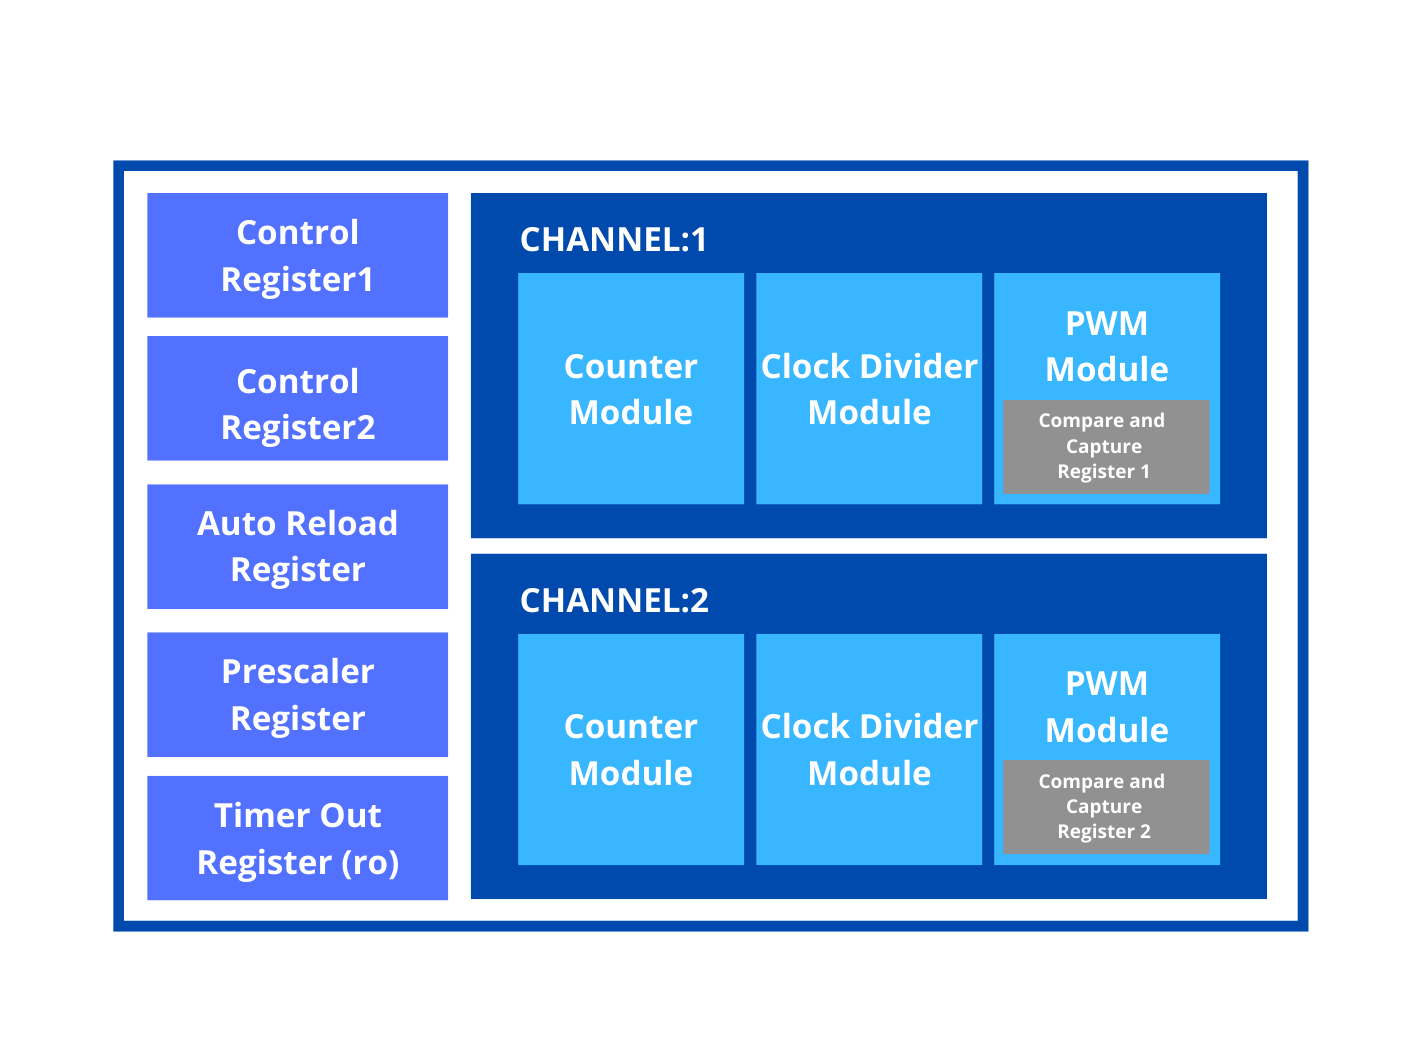 Control
Register1
Control
Register2
Auto Reload
Register
Prescaler
Register
Timer Out
Register (ro)
CHANNEL:1
Counter
Module
Clock Divider
Module
PWM
Module
Compare and
Capture
Register 1
CHANNEL:2
Counter
Module
Clock Divider
Module
PWM
Module
Compare and
Capture
Register 2